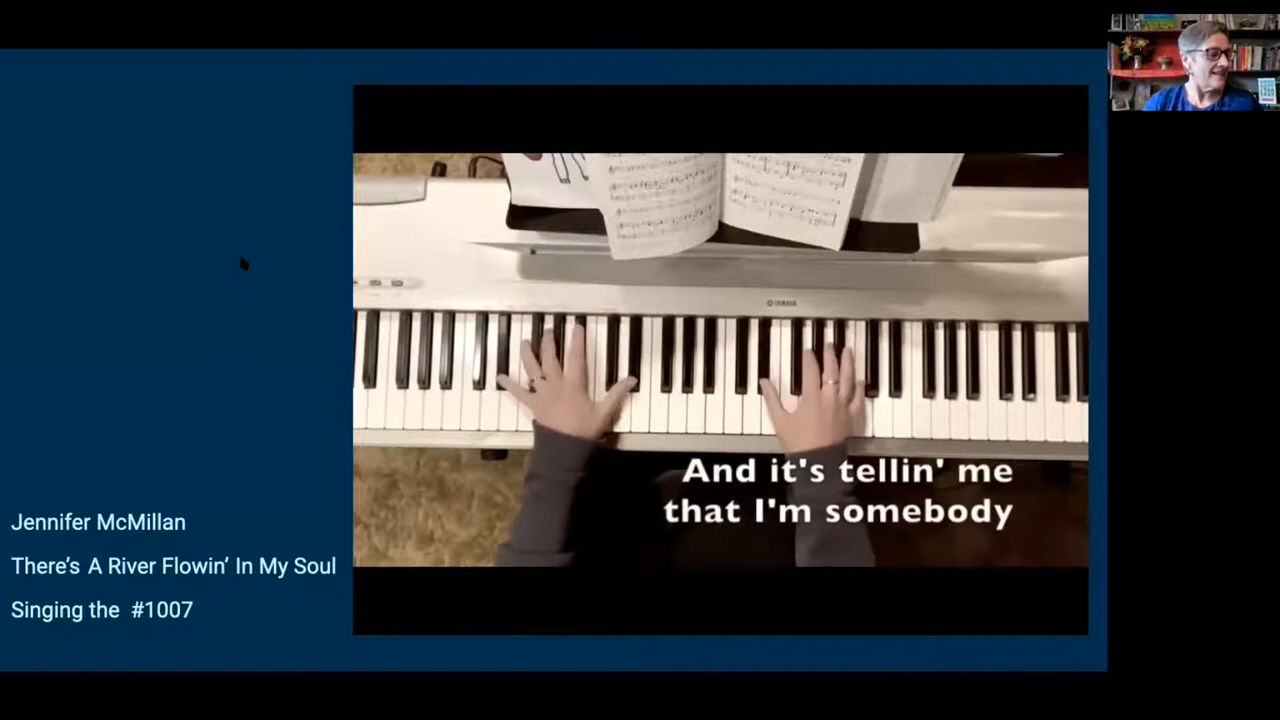 YAMAHA
And it's tellin' me
that I'm somebody
Jennifer McMillan
There's A River Flowin' In My Soul
Singing the #1007